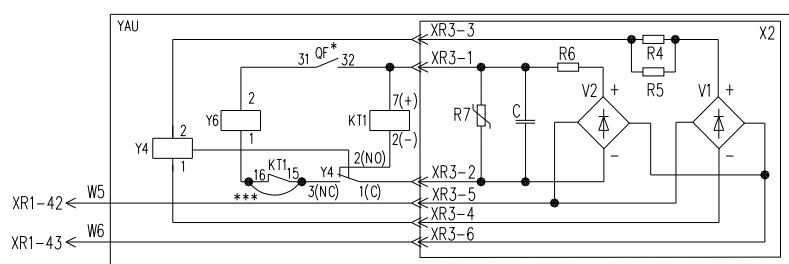 YAU
X2
XR3-3
R4
R5
31 QF* 32
XR3-1
R6
V2 +
V1 +
2
Y6
1
7(+)
KT1
2(-)
R7
C
Y4
2
1
2(NO)
–
–
16 KT1 15
Y4
***
3(NC)
1(C)
XR3-2
XR1-42
W5
XR3-5
XR3-4
XR1-43
W6
XR3-6